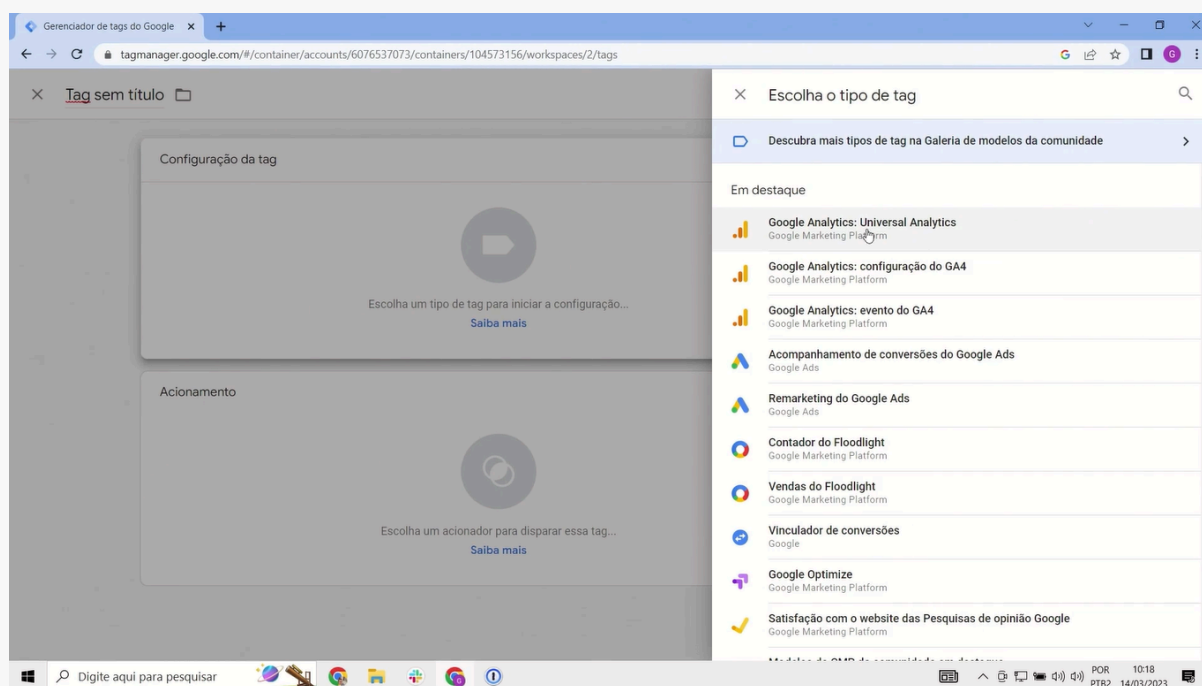 Gerenciador de tags do Google
tagmanager.google.com/#/container/accounts/6076537073/containers/104573156/workspaces/2/tags
G
Tag sem título
Configuração da tag
Escolha um tipo de tag para iniciar a configuração...
Saiba mais
Acionamento
Escolha um acionador para disparar essa tag...
Saiba mais
Escolha o tipo de tag
Descubra mais tipos de tag na Galeria de modelos da comunidade
Em destaque
Google Analytics: Universal Analytics
Google Marketing Platform
Google Analytics: configuração do GA4
Google Marketing Platform
Google Analytics: evento do GA4
Google Marketing Platform
Acompanhamento de conversões do Google Ads
Google Ads
Remarketing do Google Ads
Google Ads
Contador do Floodlight
Google Marketing Platform
Vendas do Floodlight
Google Marketing Platform
Vinculador de conversões
Google
Google Optimize
Google Marketing Platform
Satisfação com o website das Pesquisas de opinião Google
Google Marketing Platform
Digite aqui para pesquisar
POR
PTB2
10:18
14/03/2023